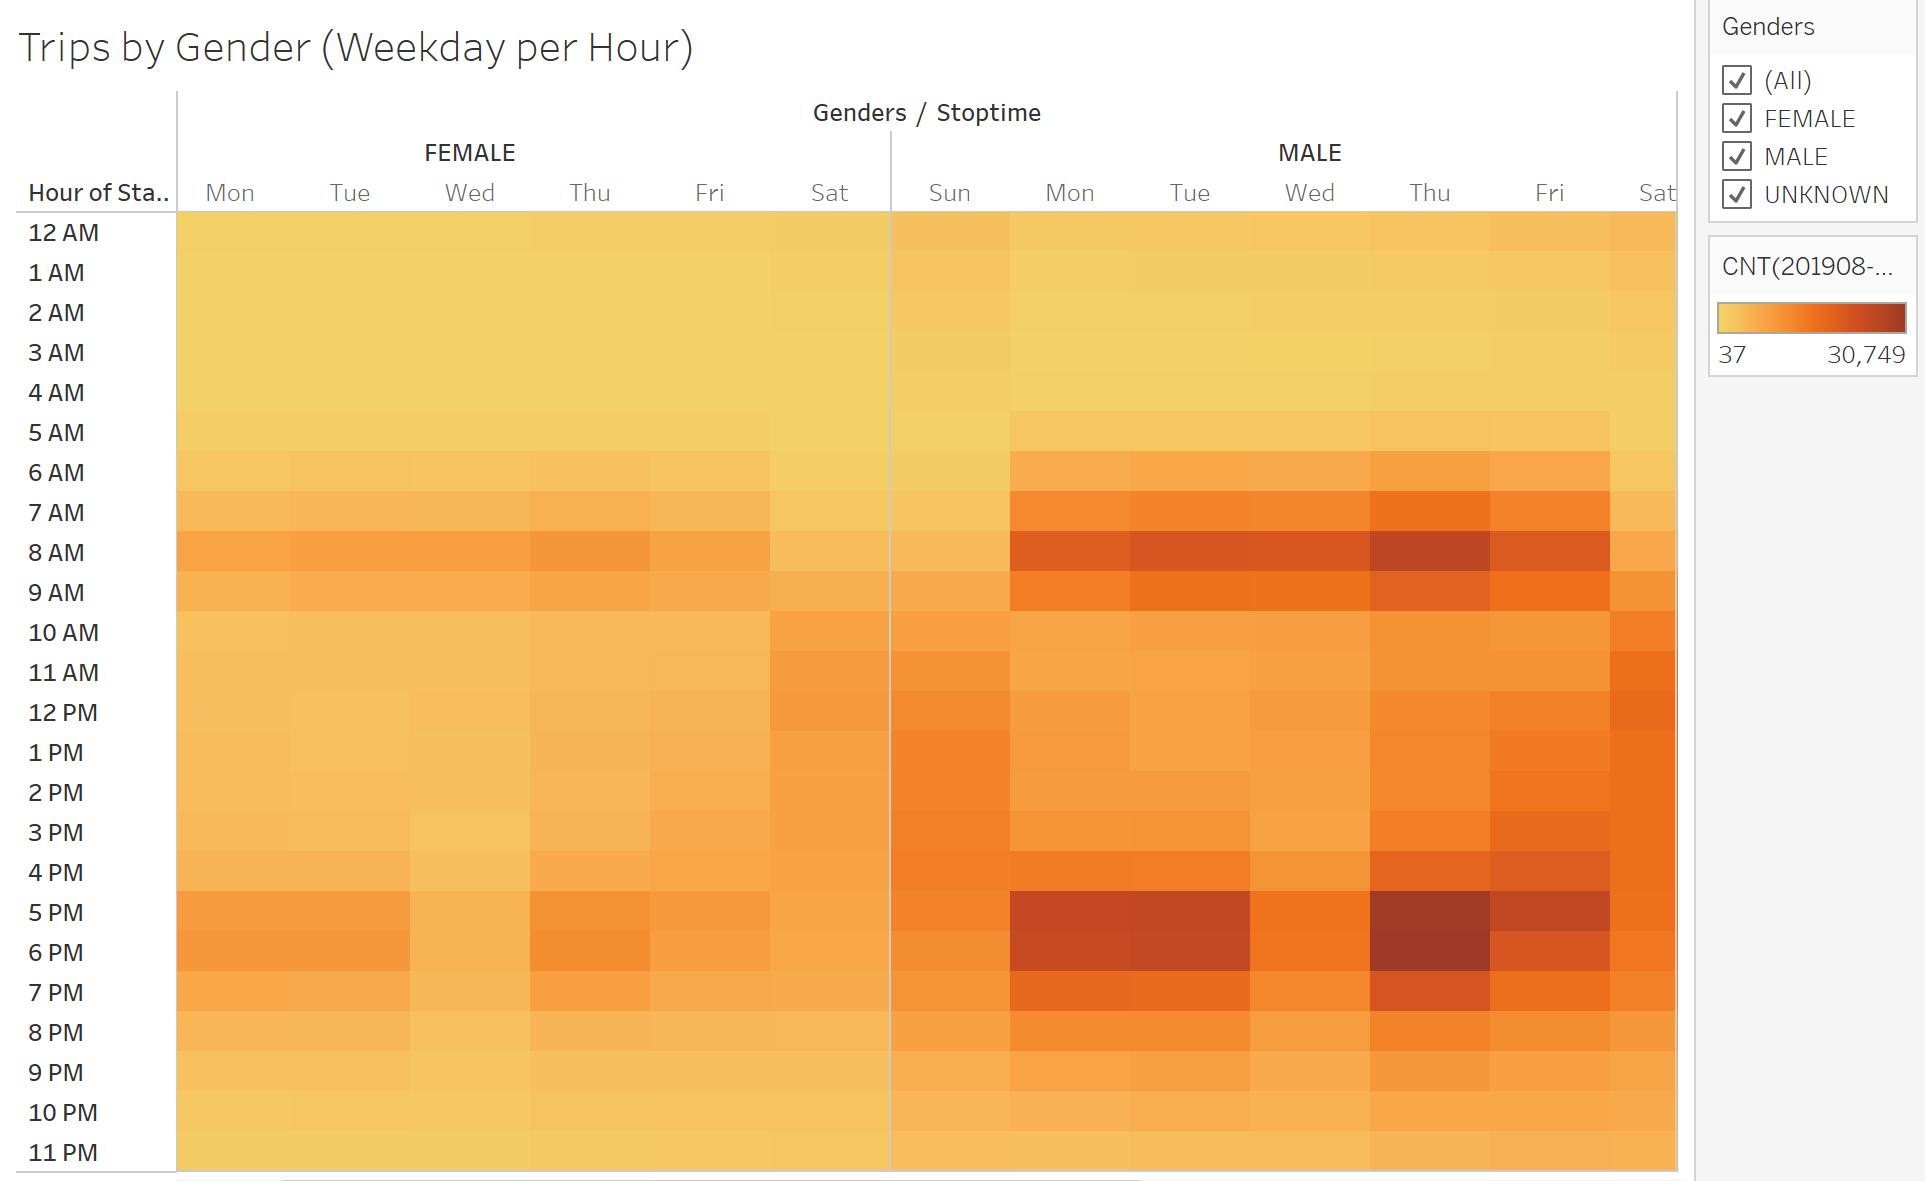 Trips by Gender (Weekday per Hour)
Genders / Stoptime
FEMALE MALE
Hour of Sta.. Mon Tue Wed Thu Fri Sat Sun Mon Tue Wed Thu Fri Sat
12 AM
1 AM
2 AM
3 AM
4 AM
5 AM
6 AM
7 AM
8 AM
9 AM
10 AM
11 AM
12 PM
1 PM
2 PM
3 PM
4 PM
5 PM
6 PM
7 PM
8 PM
9 PM
10 PM
11 PM
Genders
(All)
FEMALE
MALE
UNKNOWN
CNT(201908-...
37 30,749